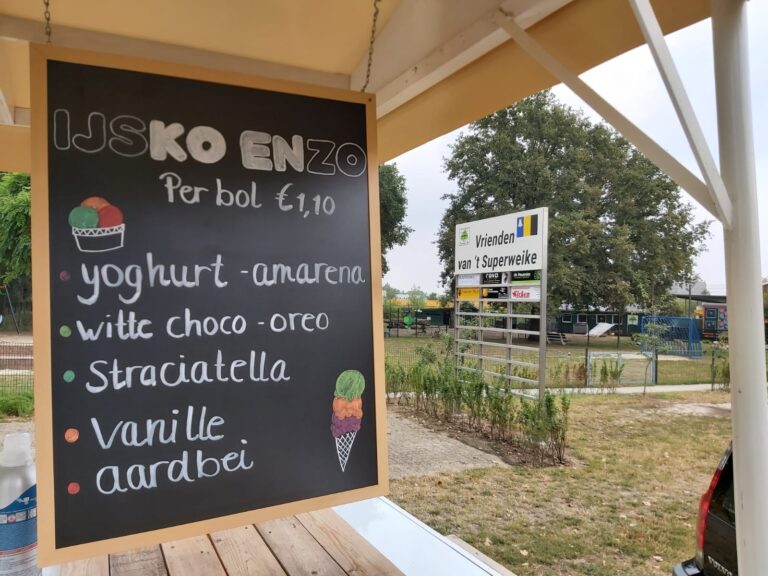 IJSKO ENZO
Per bol €1,10
yoghurt - amarena
witte choco - oreo
Straciatella
vanille
aardbei
Vrienden
van 't Superweike